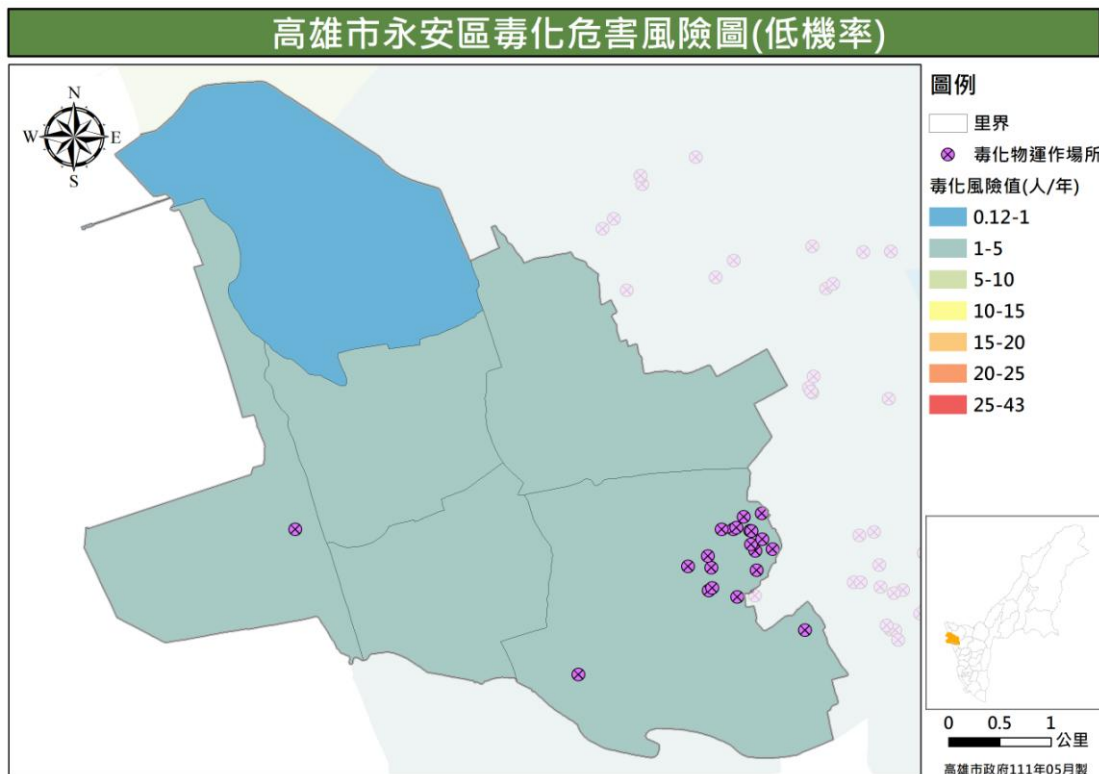 高雄市永安區毒化危害風險圖(低機率)
N
W
E
S
圖例
里界
毒化物運作場所
毒化風險值(人/年)
0.12-1
1-5
5-10
10-15
15-20
20-25
25-43
0 0.5 1
公里
高雄市政府111年05月製